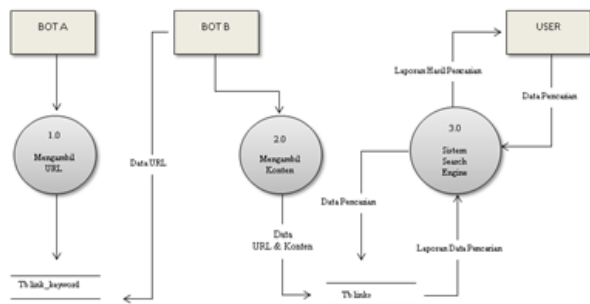 BOT A
BOT B
USER
Laporan Hasil Pencarian
Data Pencarian
1.0
Mengambil
URL
2.0
Mengambil
Konten
3.0
Sistem
Search
Engine
Data URL
Data Pencarian
Data
URL & Konten
Laporan Data Pencarian
Tb link_keyword
Tb links